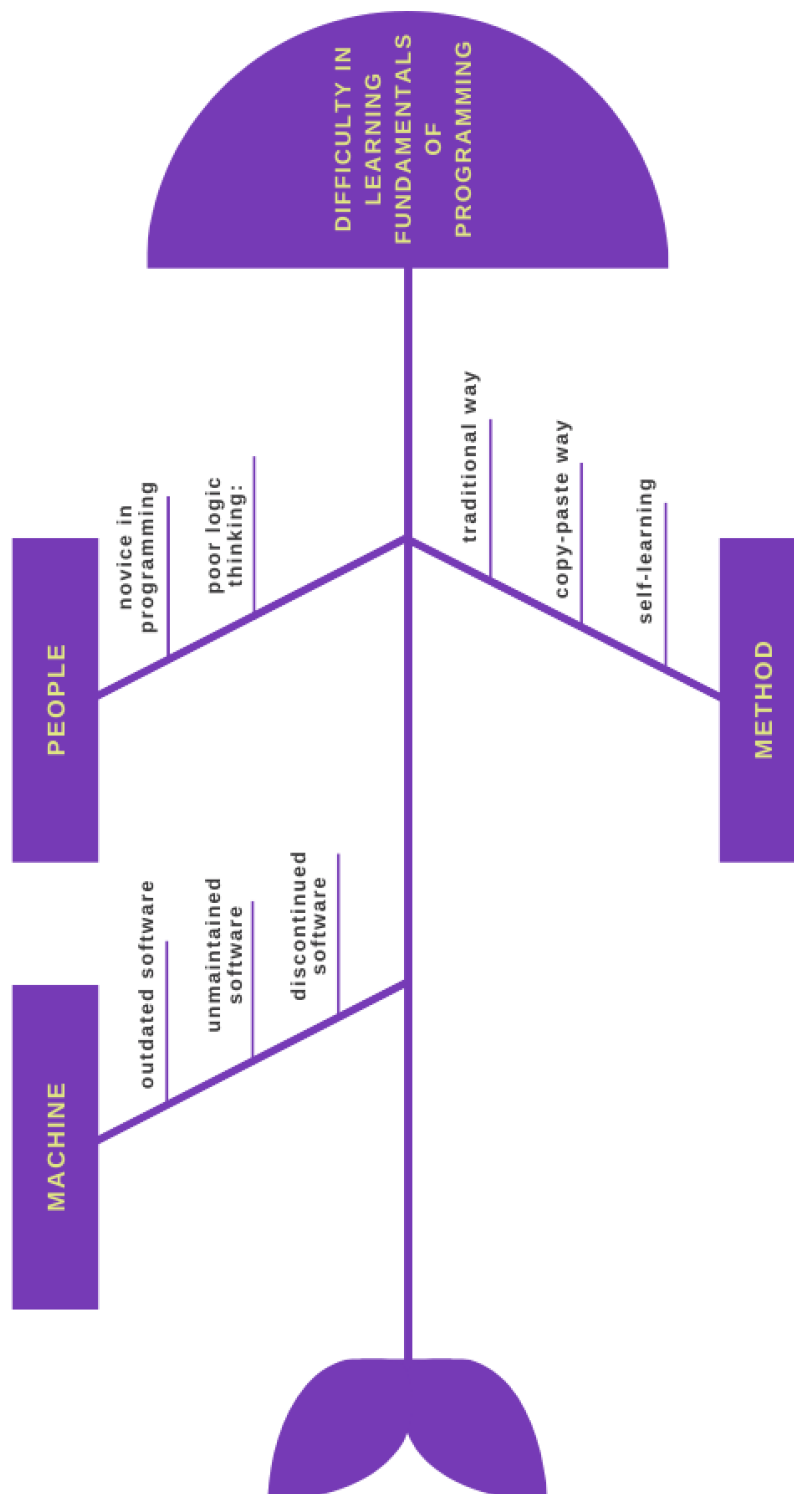 DIFFICULTY IN
LEARNING
FUNDAMENTALS
OF
PROGRAMMING
PEOPLE
novice in
programming
poor logic
thinking:
MACHINE
outdated software
unmaintained
software
discontinued
software
METHOD
traditional way
copy-paste way
self-learning